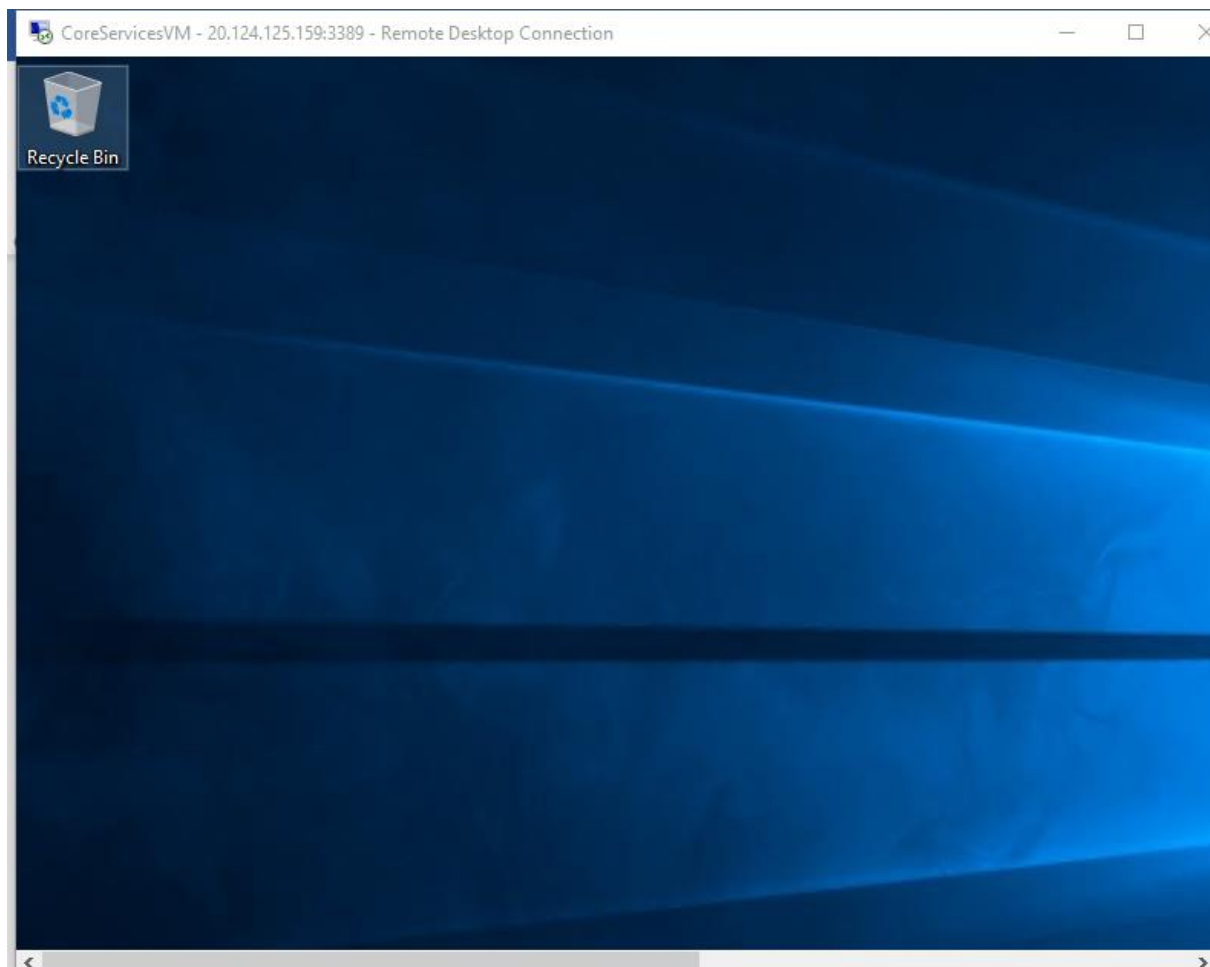 CoreServicesVM - 20.124.125.159:3389 - Remote Desktop Connection
Recycle Bin